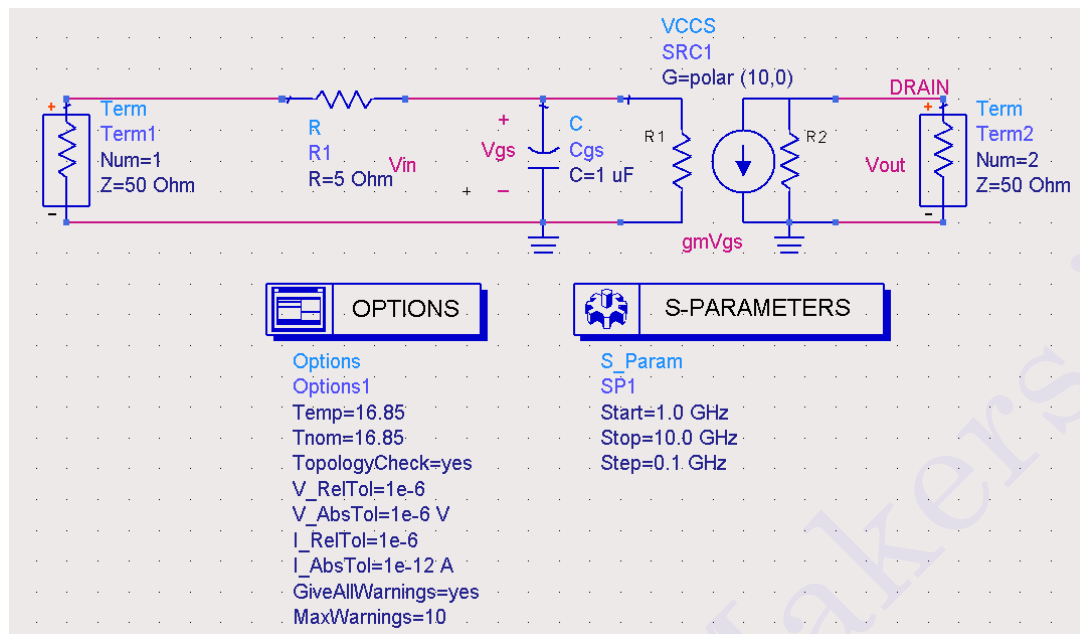 VCCS
SRC1
G=polar (10,0)
DRAIN
+
Term
Term1
Num=1
Z=50 Ohm
-
R
R1
R=5 Ohm
Vin
+
Vgs
-
+
C
Cgs
C=1 uF
R1
R2
gmVgs
Vout
+
Term
Term2
Num=2
Z=50 Ohm
-
OPTIONS
Options
Options1
Temp=16.85
Tnom=16.85
TopologyCheck=yes
V_RelTol=1e-6
V_AbsTol=1e-6 V
I_RelTol=1e-6
I_AbsTol=1e-12 A
GiveAllWarnings=yes
MaxWarnings=10
S-PARAMETERS
S_Param
SP1
Start=1.0 GHz
Stop=10.0 GHz
Step=0.1 GHz
Makers